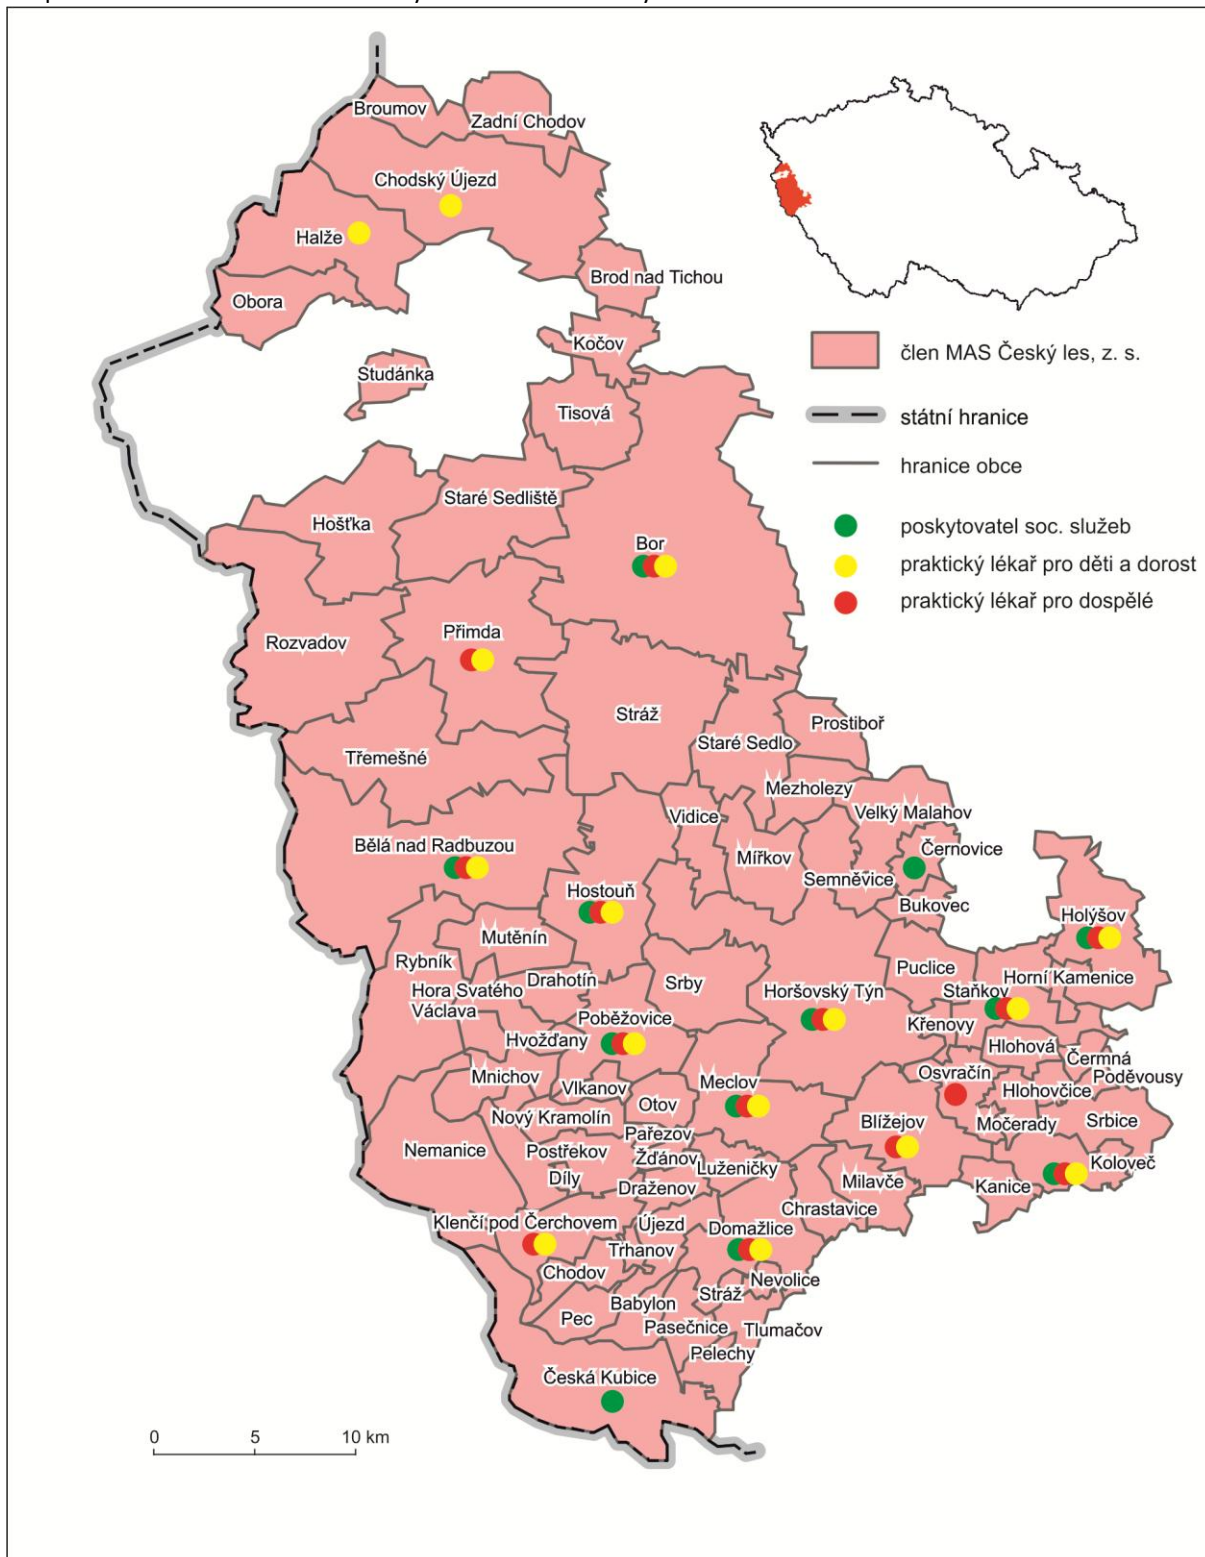 Broumov
Zadní Chodov
Chodský Újezd
Halže
Brod nad Tichou
Obora
Kočov
Studánka
Tisová
člen MAS Český les, z. s.
státní hranice
hranice obce
Staré Sedliště
Hošťka
poskytovatel soc. služeb
Bor
praktický lékař pro děti a dorost
praktický lékař pro dospělé
Přimda
Rozvadov
Stráž
Prostiboř
Staré Sedlo
Třemešné
Mezholezy
Vidice
Velký Malahov
Bělá nad Radbuzou
Černovice
Mířkov
Semněvice
Hostouň
Bukovec
Holýšov
Mutěnín
Rybník
Puclice
Drahotín
Srby
Horní Kamenice
Hora Svatého
Václava
Horšovský Týn
Staňkov
Poběžovice
Křenovy
Hvožďany
Hlohová
Čermná
Osvračín
Mnichov
Vlkanov
Meclov
Poděvousy
Hlohovčice
Otov
Nový Kramolín
Blížejov
Močerady
Srbice
Pařezov
Nemanice
Postřekov
Žďánov
Luženičky
Koloveč
Díly
Draženov
Milavče
Kanice
Chrastavice
Klenčí pod Čerchovem
Újezd
Domažlice
Trhanov
Chodov
Nevolice
Stráž
Babylon
Pec
Pasečnice
Tlumačov
Pelechy
Česká Kubice
0 5 10 km